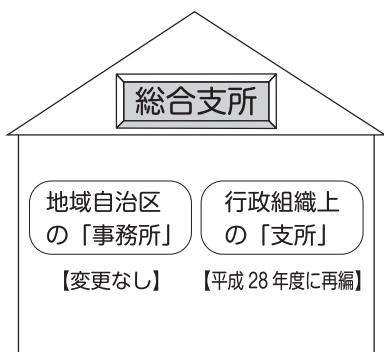 総合支所
地域自治区
の「事務所」
行政組織上
の「支所」
【変更なし】
【平成28年度に再編】